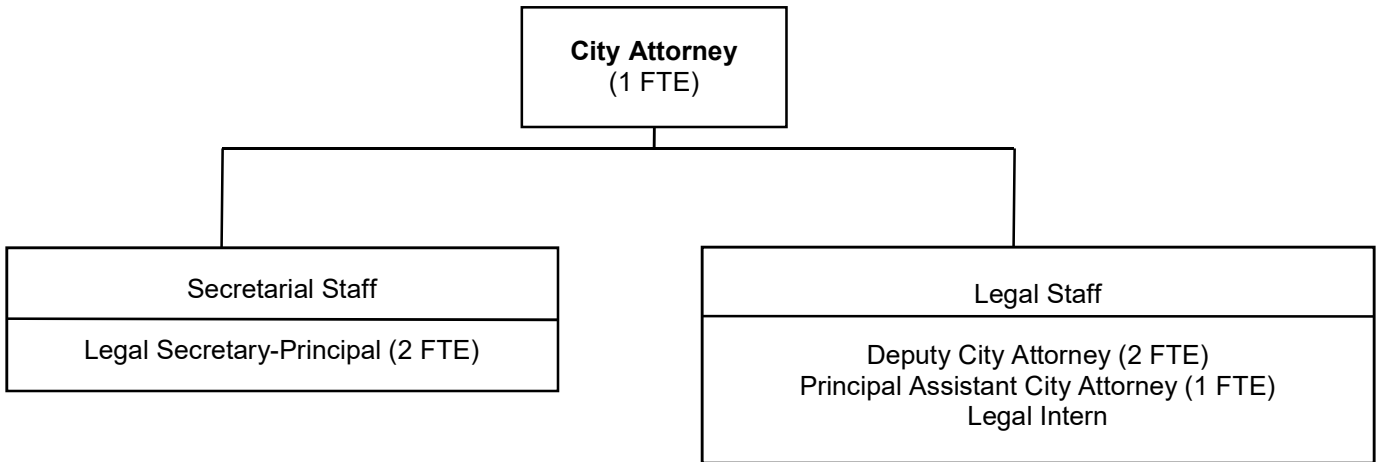 City Attorney
(1 FTE)
Secretarial Staff
Legal Secretary-Principal (2 FTE)
Legal Staff
Deputy City Attorney (2 FTE)
Principal Assistant City Attorney (1 FTE)
Legal Intern